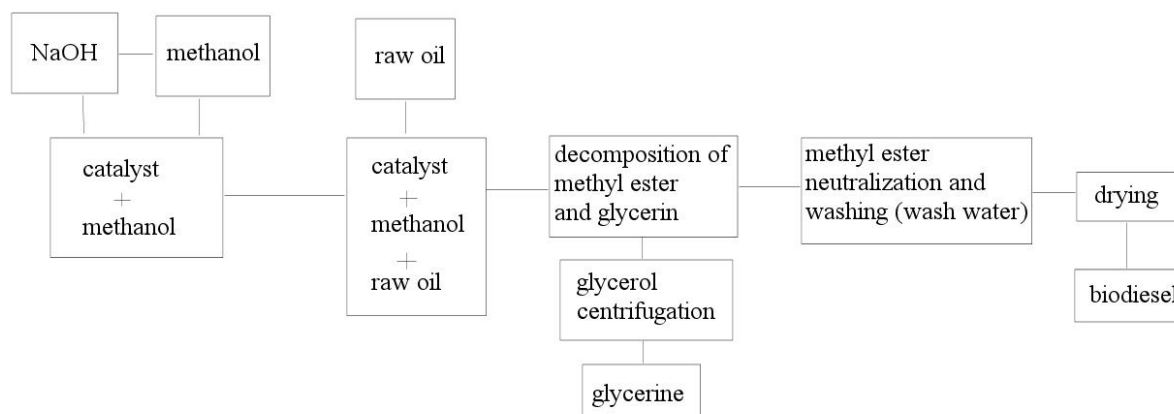 NaOH
methanol
raw oil
catalyst
+
methanol
catalyst
+
methanol
+
raw oil
decomposition of
methyl ester
and glycerin
methyl ester
neutralization and
washing (wash water)
drying
glycerol
centrifugation
biodiesel
glycerine